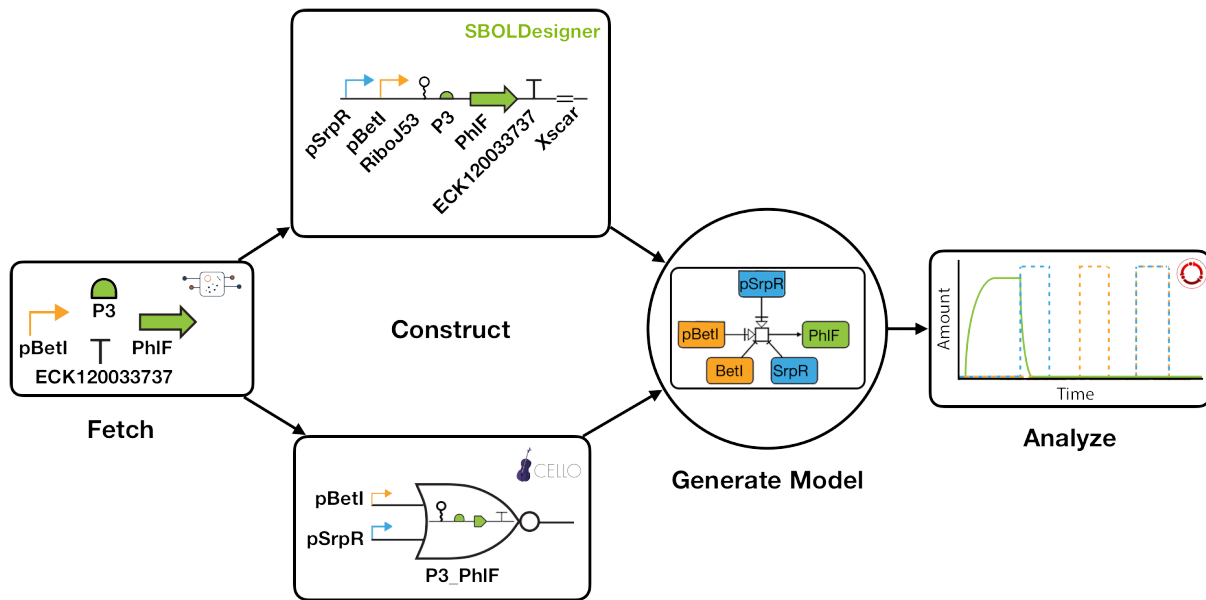 SBOLDesigner
pSrpR
pBetI
RiboJ53
P3
PhlF
ECK120033737
Xscar
P3
pBetI
PhlF
ECK120033737
Fetch
Construct
pSrpR
pBetI
PhlF
BetI
SrpR
Generate Model
Amount
Time
Analyze
CELLO
pBetI
pSrpR
P3_PhlF